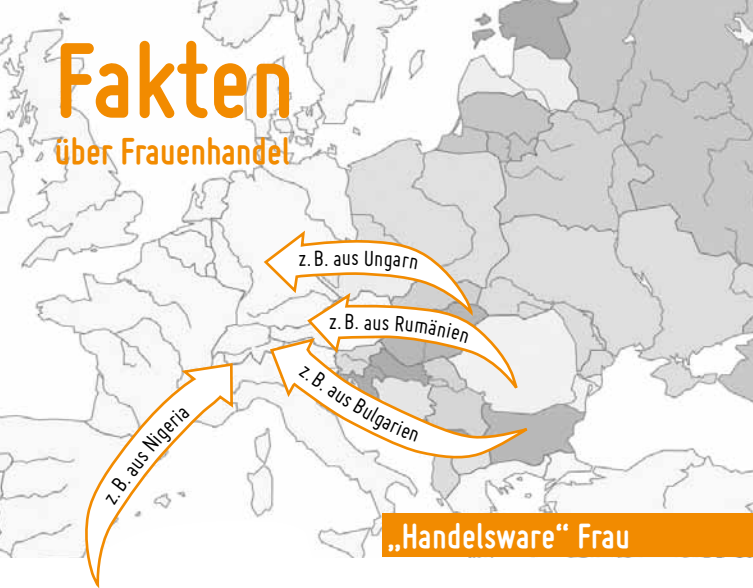 Fakten
über Frauenhandel
z. B. aus Ungarn
z. B. aus Rumänien
z. B. aus Bulgarien
z. B. aus Nigeria
„Handelsware“ Frau